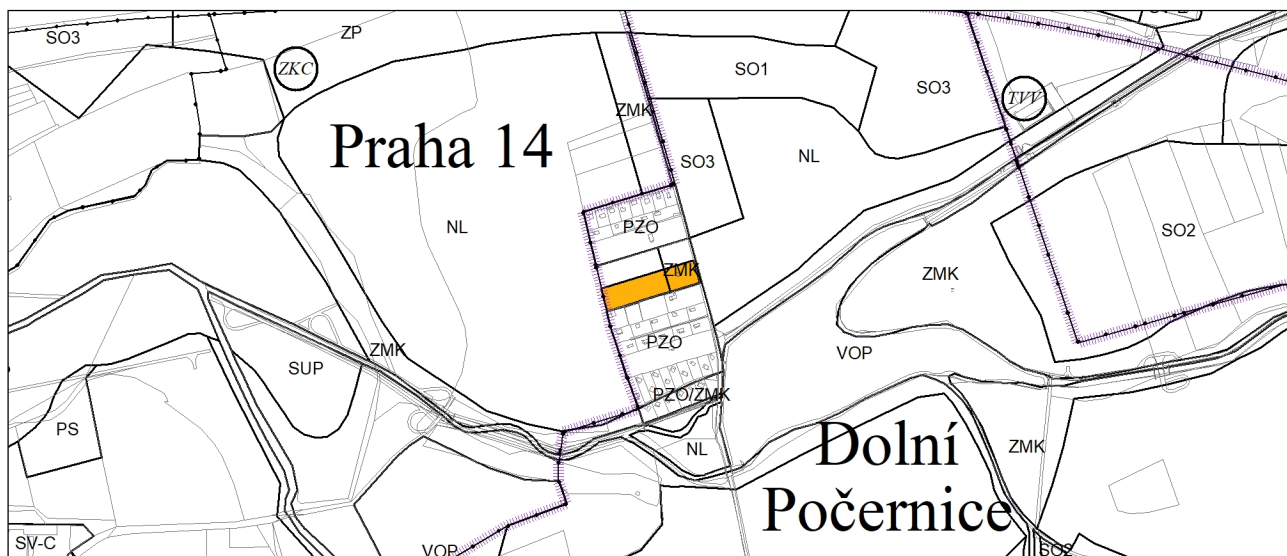 SO3
ZP
ZKC
SO1
SO3
TVV
ZMK
Praha 14
SO3
NL
NL
PZO
SO2
ZMK
ZMK
PZO
VOP
ZMK
SUP
PZO/ZMK
PS
NL
Dolní
Počernice
ZMK
SV-C
VOP
SO2